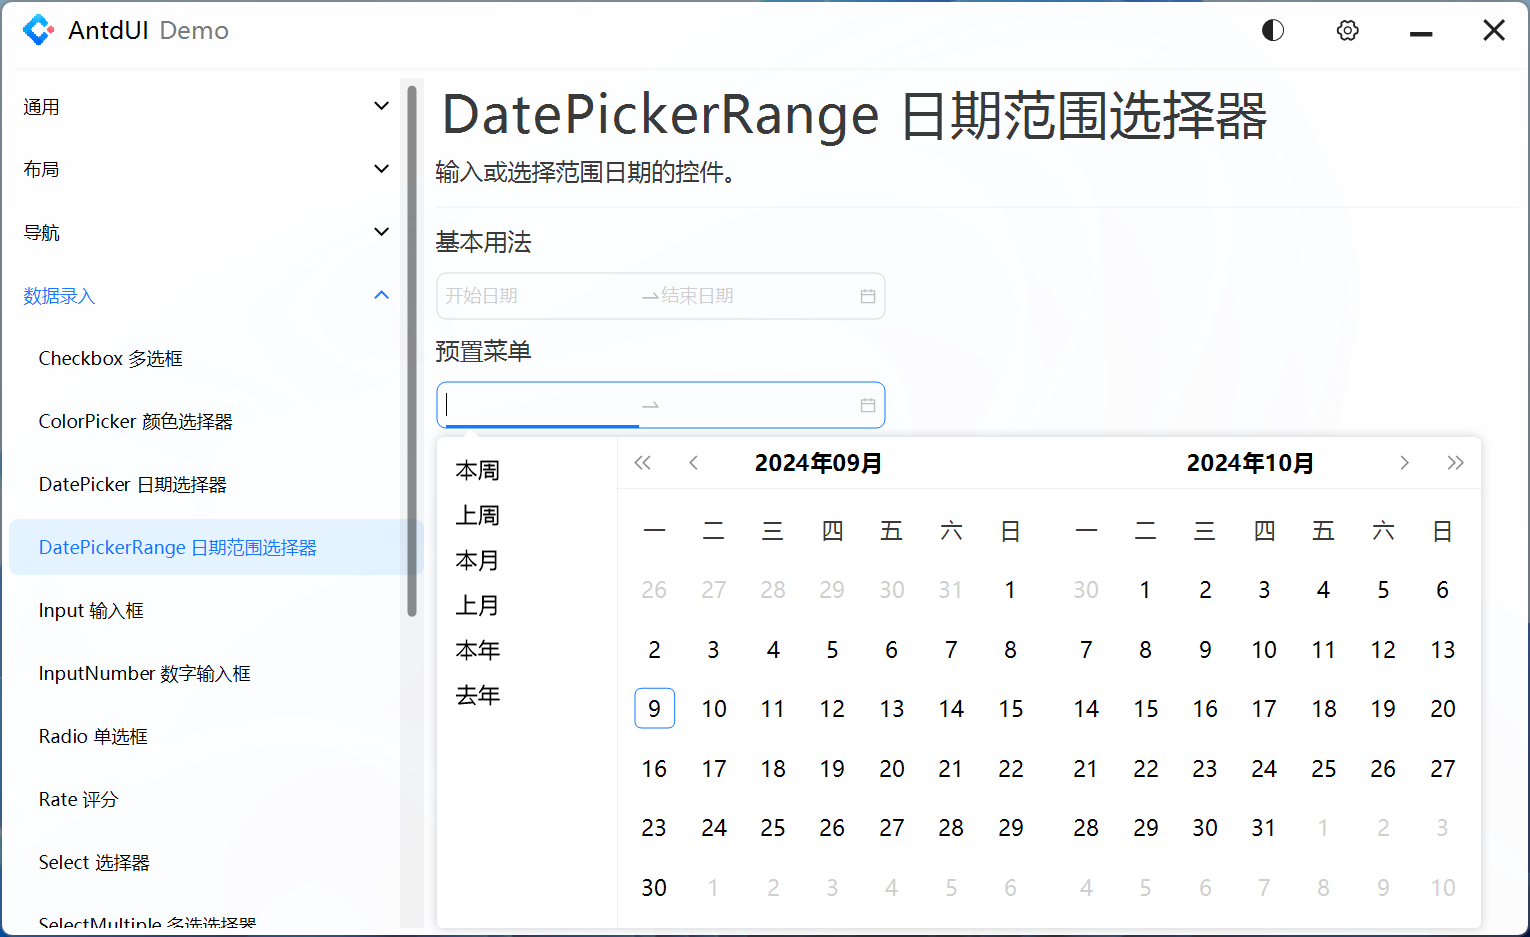 AntdUI Demo
通用
布局
导航
数据录入
Checkbox 多选框
ColorPicker 颜色选择器
DatePicker 日期选择器
DatePickerRange 日期范围选择器
Input 输入框
InputNumber 数字输入框
Radio 单选框
Rate 评分
Select 选择器
SelectMultiple 多选选择器
DatePickerRange 日期范围选择器
输入或选择范围日期的控件。
基本用法
开始日期 结束日期
预置菜单
本周
上周
本月
上月
本年
去年
2024年09月
一 二 三 四 五 六 日
26 27 28 29 30 31 1
2 3 4 5 6 7 8
9 10 11 12 13 14 15
16 17 18 19 20 21 22
23 24 25 26 27 28 29
30 1 2 3 4 5 6
2024年10月
一 二 三 四 五 六 日
30 1 2 3 4 5 6
7 8 9 10 11 12 13
14 15 16 17 18 19 20
21 22 23 24 25 26 27
28 29 30 31 1 2 3
4 5 6 7 8 9 10